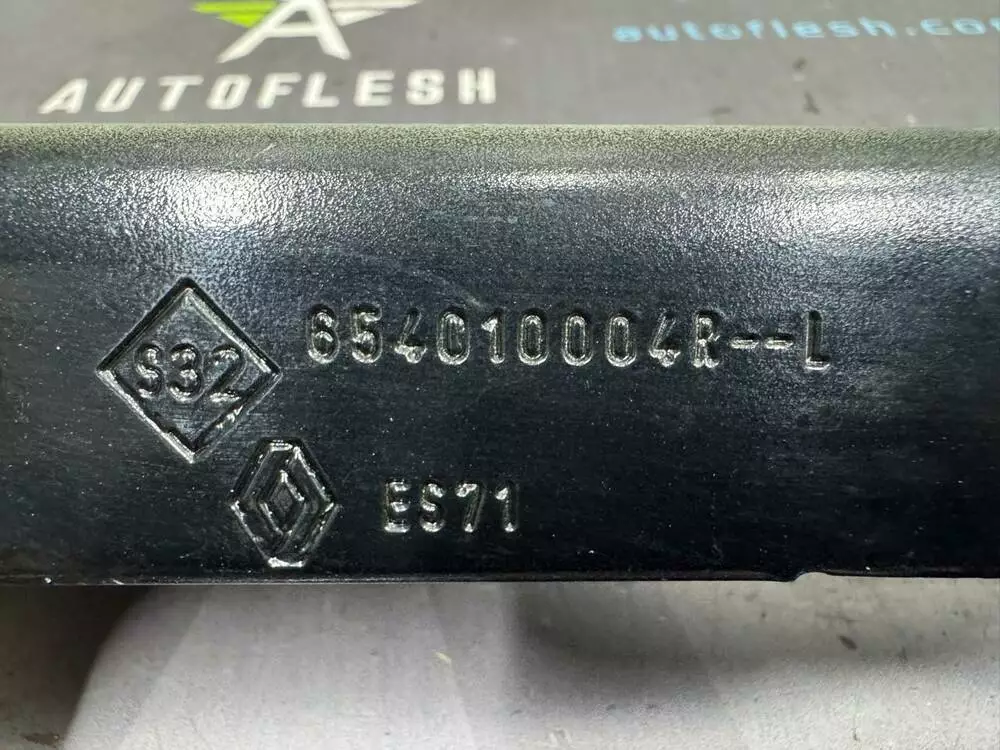 AUTOFLESH
autoflesh.co
S32
654010004R--L
ES71